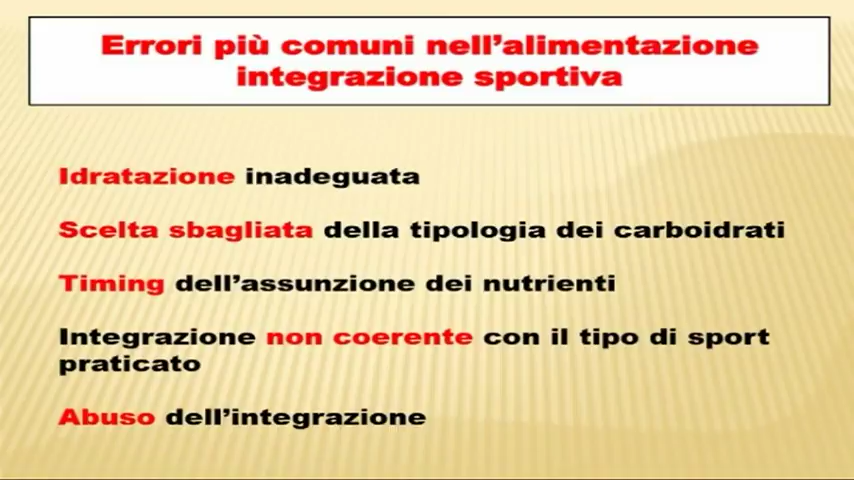 Errori più comuni nell'alimentazione
integrazione sportiva
Idratazione inadeguata
Scelta sbagliata della tipologia dei carboidrati
Timing dell'assunzione dei nutrienti
Integrazione non coerente con il tipo di sport
praticato
Abuso dell'integrazione